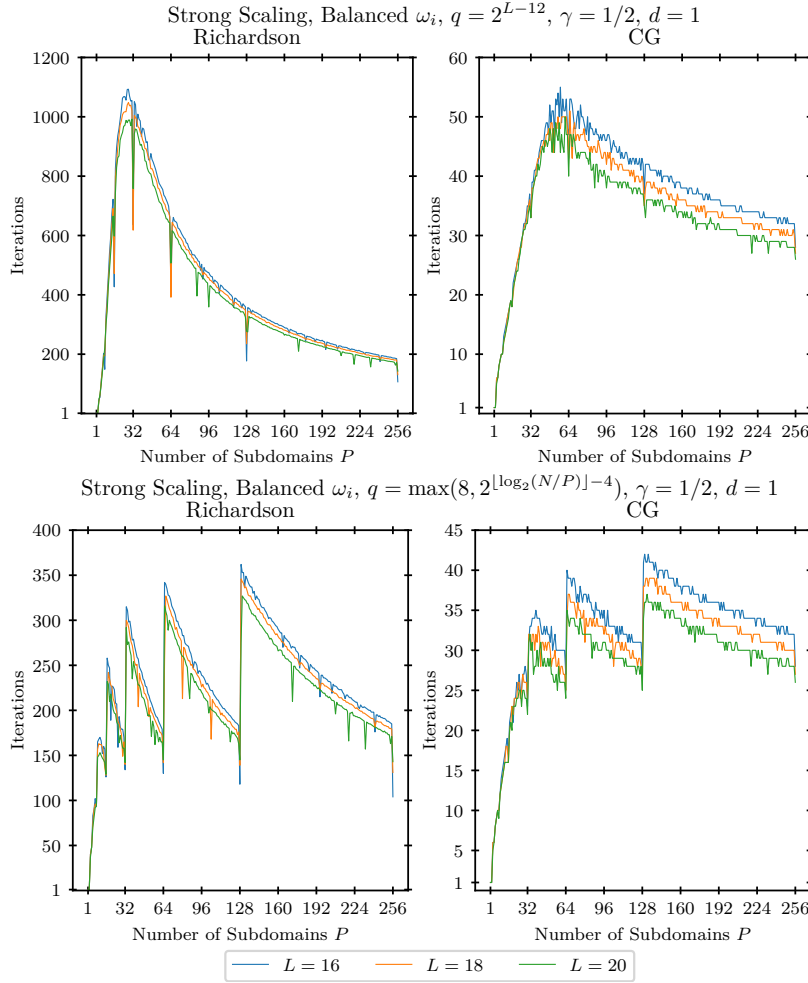 Strong Scaling, Balanced ω_i, q = 2^{L−12}, γ = 1/2, d = 1
Richardson
CG
1200
1000
800
600
400
200
1
Iterations
1 32 64 96 128 160 192 224 256
Number of Subdomains P
60
50
40
30
20
10
1
Iterations
1 32 64 96 128 160 192 224 256
Number of Subdomains P
Strong Scaling, Balanced ω_i, q = max(8, 2^{⌊log_2(N/P)⌋−4}), γ = 1/2, d = 1
Richardson
CG
400
350
300
250
200
150
100
50
1
Iterations
1 32 64 96 128 160 192 224 256
Number of Subdomains P
45
40
35
30
25
20
15
10
5
1
Iterations
1 32 64 96 128 160 192 224 256
Number of Subdomains P
L = 16 L = 18 L = 20